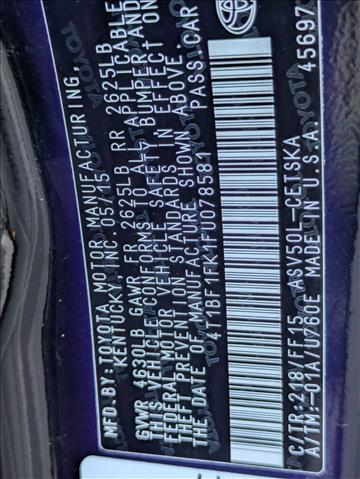 MFD. BY: TOYOTA MOTOR MANUFACTURING,
KENTUCKY, INC. 05/15
GVWR 4630LB GAWR FR 2625LB RR 2625LB
THIS VEHICLE CONFORMS TO ALL APPLICABLE
FEDERAL MOTOR VEHICLE SAFETY, BUMPER, AND
THEFT PREVENTION STANDARDS IN EFFECT ON
THE DATE OF MANUFACTURE SHOWN ABOVE.
4T1BF1FK1FU078581 PASS. CAR
C/TR: 218/FF15 ASV50L-CETSKA
A/TM: -01A/U760E MADE IN U.S.A. 45697